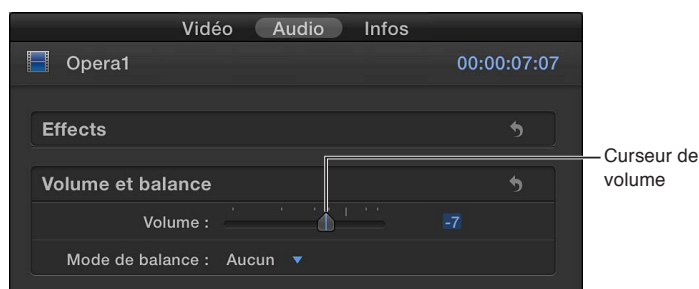 Vidéo Audio Infos
Opera1 00:00:07:07
Effects
Curseur de
volume
Volume et balance
Volume : -7
Mode de balance : Aucun